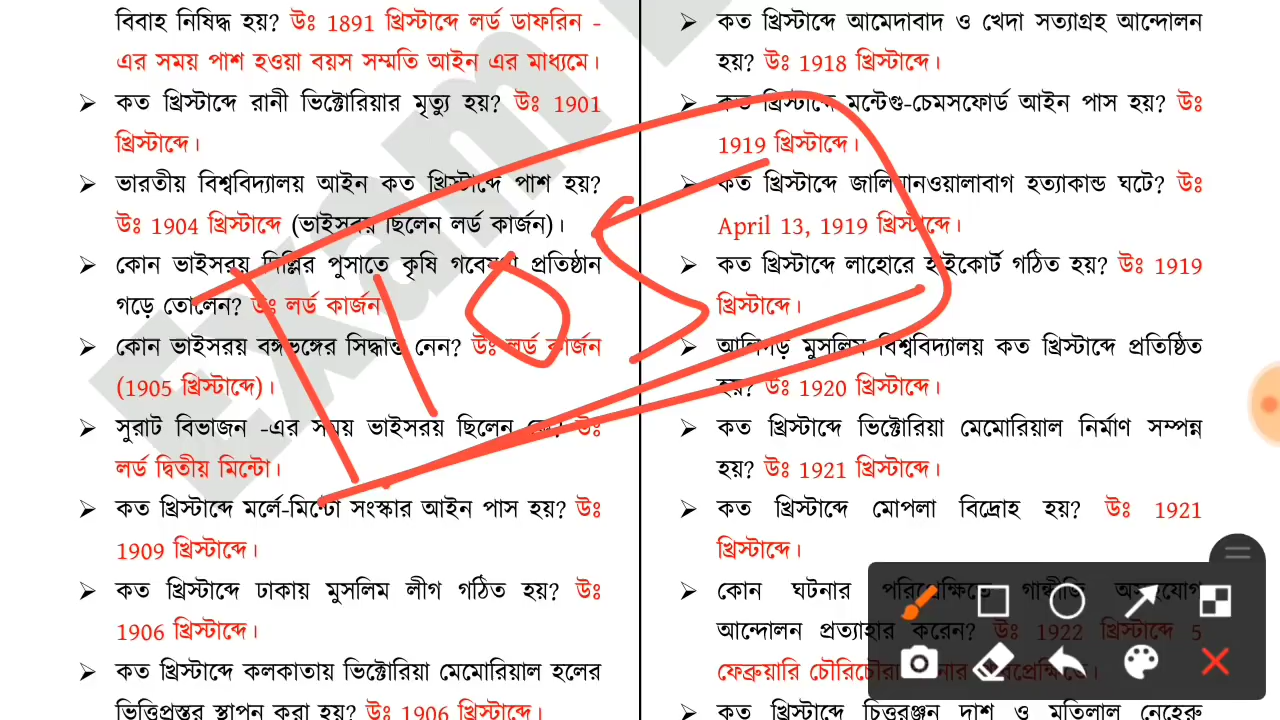 বিবাহ নিষিদ্ধ হয়? উঃ 1891 খ্রিস্টাব্দে লর্ড ডাফরিন -
এর সময় পাশ হওয়া বয়স সম্মতি আইন এর মাধ্যমে।
➢ কত খ্রিস্টাব্দে রানী ভিক্টোরিয়ার মৃত্যু হয়? উঃ 1901
খ্রিস্টাব্দে।
➢ ভারতীয় বিশ্ববিদ্যালয় আইন কত খ্রিস্টাব্দে পাশ হয়?
উঃ 1904 খ্রিস্টাব্দে (ভাইসরয় ছিলেন লর্ড কার্জন)।
➢ কোন ভাইসরয় দিল্লির পুসাতে কৃষি গবেষণা প্রতিষ্ঠান
গড়ে তোলেন? উঃ লর্ড কার্জন
➢ কোন ভাইসরয় বঙ্গভঙ্গের সিদ্ধান্ত নেন? উঃ লর্ড কার্জন
(1905 খ্রিস্টাব্দে)।
➢ সুরাট বিভাজন -এর সময় ভাইসরয় ছিলেন কে? উঃ
লর্ড দ্বিতীয় মিন্টো।
➢ কত খ্রিস্টাব্দে মর্লে-মিন্টো সংস্কার আইন পাস হয়? উঃ
1909 খ্রিস্টাব্দে।
➢ কত খ্রিস্টাব্দে ঢাকায় মুসলিম লীগ গঠিত হয়? উঃ
1906 খ্রিস্টাব্দে।
➢ কত খ্রিস্টাব্দে কলকাতায় ভিক্টোরিয়া মেমোরিয়াল হলের
ভিত্তিপ্রস্তর স্থাপন করা হয়? উঃ 1906 খ্রিস্টাব্দে।
➢ কত খ্রিস্টাব্দে আমেদাবাদ ও খেদা সত্যাগ্রহ আন্দোলন
হয়? উঃ 1918 খ্রিস্টাব্দে।
➢ কত খ্রিস্টাব্দে মন্টেগু-চেমসফোর্ড আইন পাস হয়? উঃ
1919 খ্রিস্টাব্দে।
➢ কত খ্রিস্টাব্দে জালিয়ানওয়ালাবাগ হত্যাকান্ড ঘটে? উঃ
April 13, 1919 খ্রিস্টাব্দে।
➢ কত খ্রিস্টাব্দে লাহোরে হাইকোর্ট গঠিত হয়? উঃ 1919
খ্রিস্টাব্দে।
➢ আলিগড় মুসলিম বিশ্ববিদ্যালয় কত খ্রিস্টাব্দে প্রতিষ্ঠিত
হয়? উঃ 1920 খ্রিস্টাব্দে।
➢ কত খ্রিস্টাব্দে ভিক্টোরিয়া মেমোরিয়াল নির্মাণ সম্পন্ন
হয়? উঃ 1921 খ্রিস্টাব্দে।
➢ কত খ্রিস্টাব্দে মোপলা বিদ্রোহ হয়? উঃ 1921
খ্রিস্টাব্দে।
➢ কোন ঘটনার পরিপ্রেক্ষিতে গান্ধীজি অসহযোগ
আন্দোলন প্রত্যাহার করেন? উঃ 1922 খ্রিস্টাব্দে 5
ফেব্রুয়ারি চৌরিচৌরা ঘটনার পরিপ্রেক্ষিতে।
➢ কত খ্রিস্টাব্দে চিত্তরঞ্জন দাশ ও মতিলাল নেহেরু
Exam